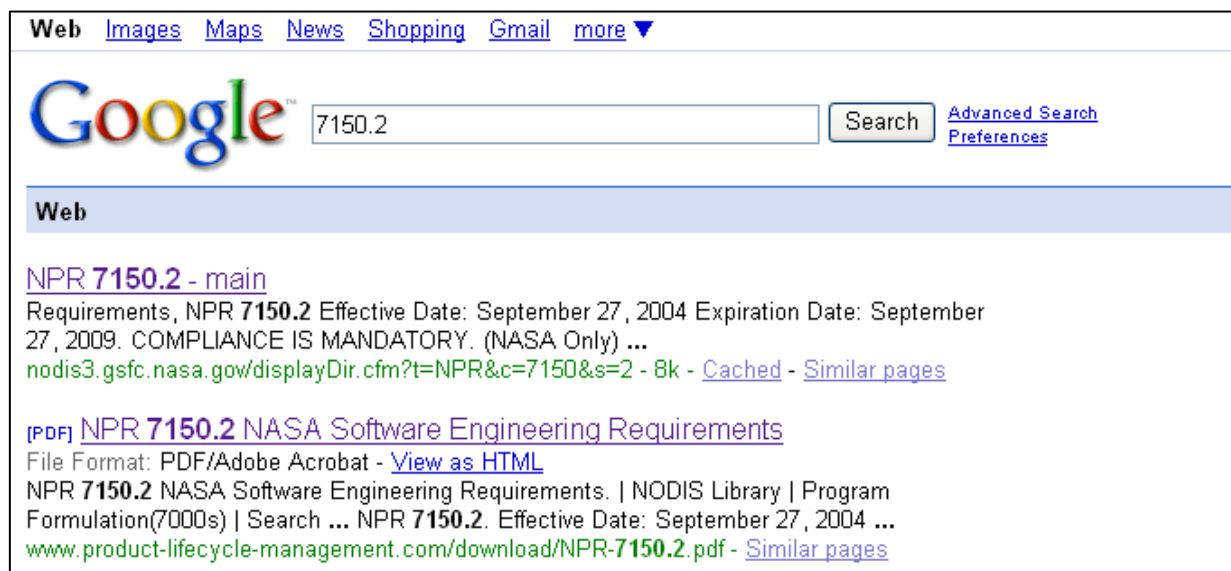 Web Images Maps News Shopping Gmail more ▼
Google™ 7150.2 Search Advanced Search
Preferences
Web
NPR 7150.2 - main
Requirements, NPR 7150.2 Effective Date: September 27, 2004 Expiration Date: September
27, 2009. COMPLIANCE IS MANDATORY. (NASA Only) ...
nodis3.gsfc.nasa.gov/displayDir.cfm?t=NPR&c=7150&s=2 - 8k - Cached - Similar pages
[PDF] NPR 7150.2 NASA Software Engineering Requirements
File Format: PDF/Adobe Acrobat - View as HTML
NPR 7150.2 NASA Software Engineering Requirements. | NODIS Library | Program
Formulation(7000s) | Search ... NPR 7150.2. Effective Date: September 27, 2004 ...
www.product-lifecycle-management.com/download/NPR-7150.2.pdf - Similar pages